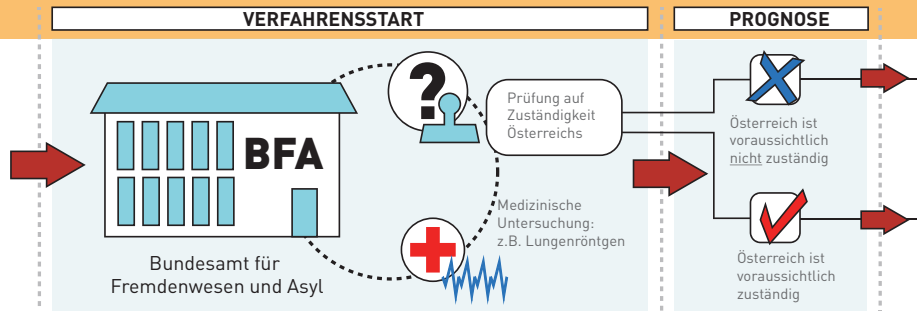 VERFAHRENSSTART
PROGNOSE
?
BFA
Bundesamt für
Fremdenwesen und Asyl
Prüfung auf
Zuständigkeit
Österreichs
Medizinische
Untersuchung:
z.B. Lungenröntgen
Österreich ist
voraussichtlich
nicht zuständig
Österreich ist
voraussichtlich
zuständig